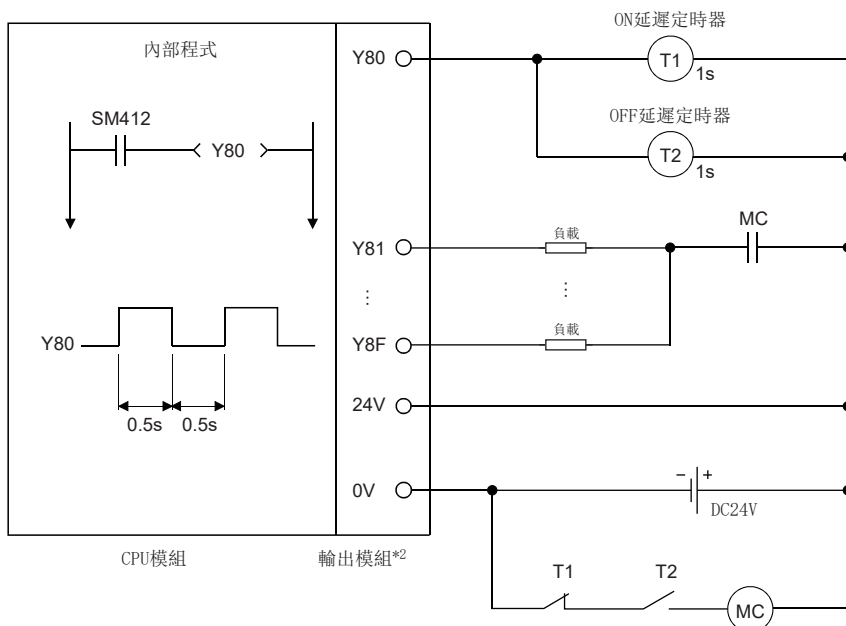 ON延遲定時器
內部程式
Y80
T1
1s
SM412
Y80
OFF延遲定時器
T2
1s
MC
Y81
負載
⋮
⋮
負載
Y80
Y8F
24V
0.5s
0.5s
0V
− +
DC24V
CPU模組
輸出模組*2
T1
T2
MC